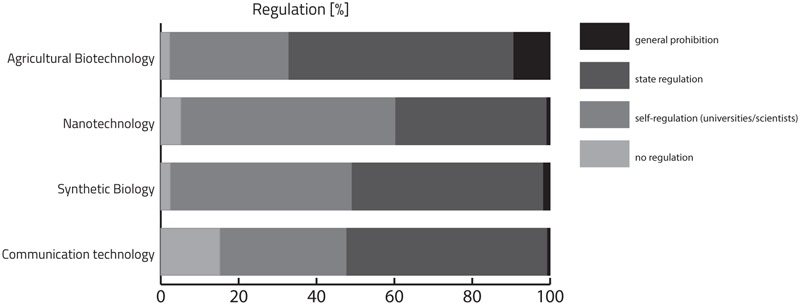 Regulation [%]
Agricultural Biotechnology
Nanotechnology
Synthetic Biology
Communication technology
0 20 40 60 80 100
general prohibition
state regulation
self-regulation (universities/scientists)
no regulation